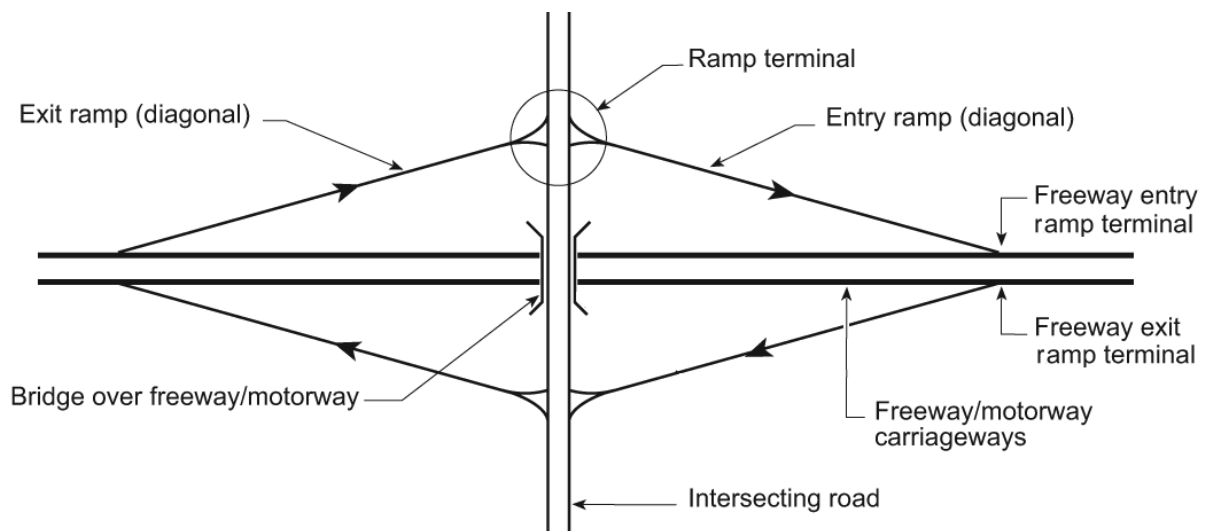 Ramp terminal
Exit ramp (diagonal)
Entry ramp (diagonal)
Freeway entry
ramp terminal
Freeway exit
ramp terminal
Bridge over freeway/motorway
Freeway/motorway
carriageways
Intersecting road